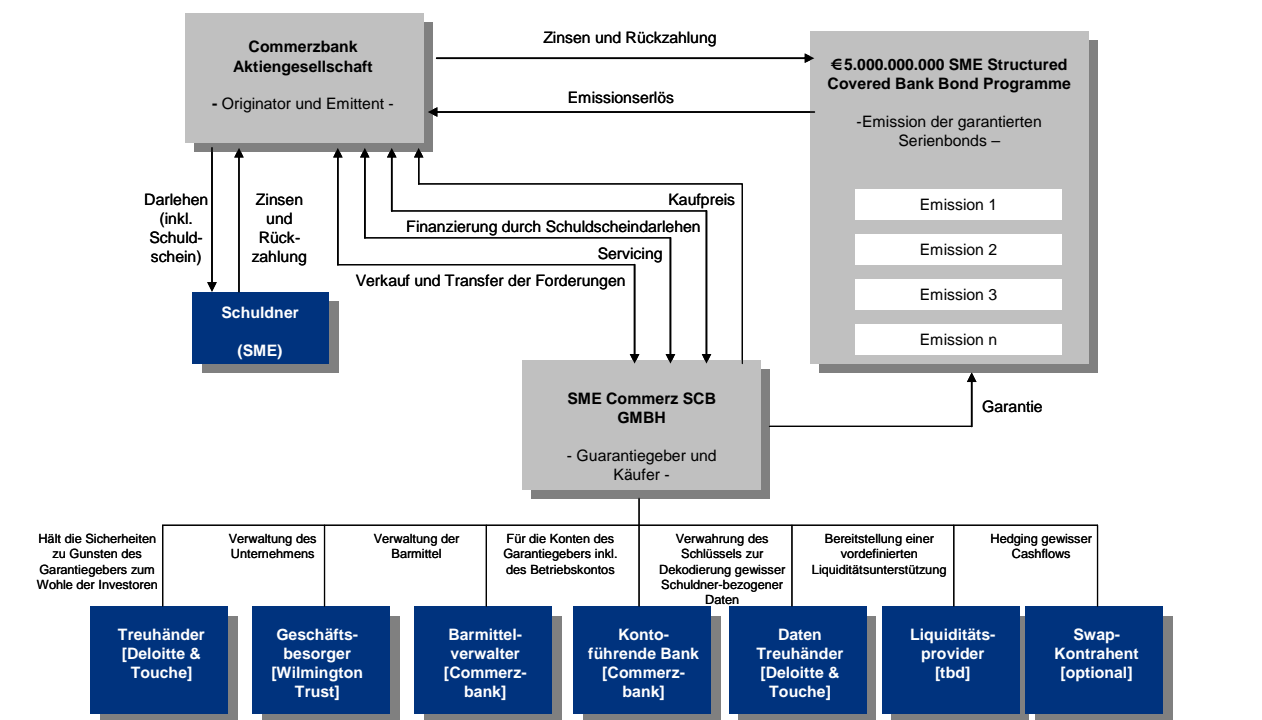 Commerzbank
Aktiengesellschaft
- Originator und Emittent -
Zinsen und Rückzahlung
Emissionserlös
€5.000.000.000 SME Structured
Covered Bank Bond Programme
-Emission der garantierten
Serienbonds –
Emission 1
Emission 2
Emission 3
Emission n
Darlehen
(inkl.
Schuld-
schein)
Zinsen
und
Rück-
zahlung
Kaufpreis
Finanzierung durch Schuldscheindarlehen
Servicing
Verkauf und Transfer der Forderungen
Schuldner
(SME)
SME Commerz SCB
GMBH
- Guarantiegeber und
Käufer -
Garantie
Hält die Sicherheiten
zu Gunsten des
Garantiegebers zum
Wohle der Investoren
Verwaltung des
Unternehmens
Verwaltung der
Barmittel
Für die Konten des
Garantiegebers inkl.
des Betriebskontos
Verwahrung des
Schlüssels zur
Dekodierung gewisser
Schuldner-bezogener
Daten
Bereitstellung einer
vordefinierten
Liquiditätsunterstützung
Hedging gewisser
Cashflows
Treuhänder
[Deloitte &
Touche]
Geschäfts-
besorger
[Wilmington
Trust]
Barmittel-
verwalter
[Commerz-
bank]
Konto-
führende Bank
[Commerz-
bank]
Daten
Treuhänder
[Deloitte &
Touche]
Liquiditäts-
provider
[tbd]
Swap-
Kontrahent
[optional]